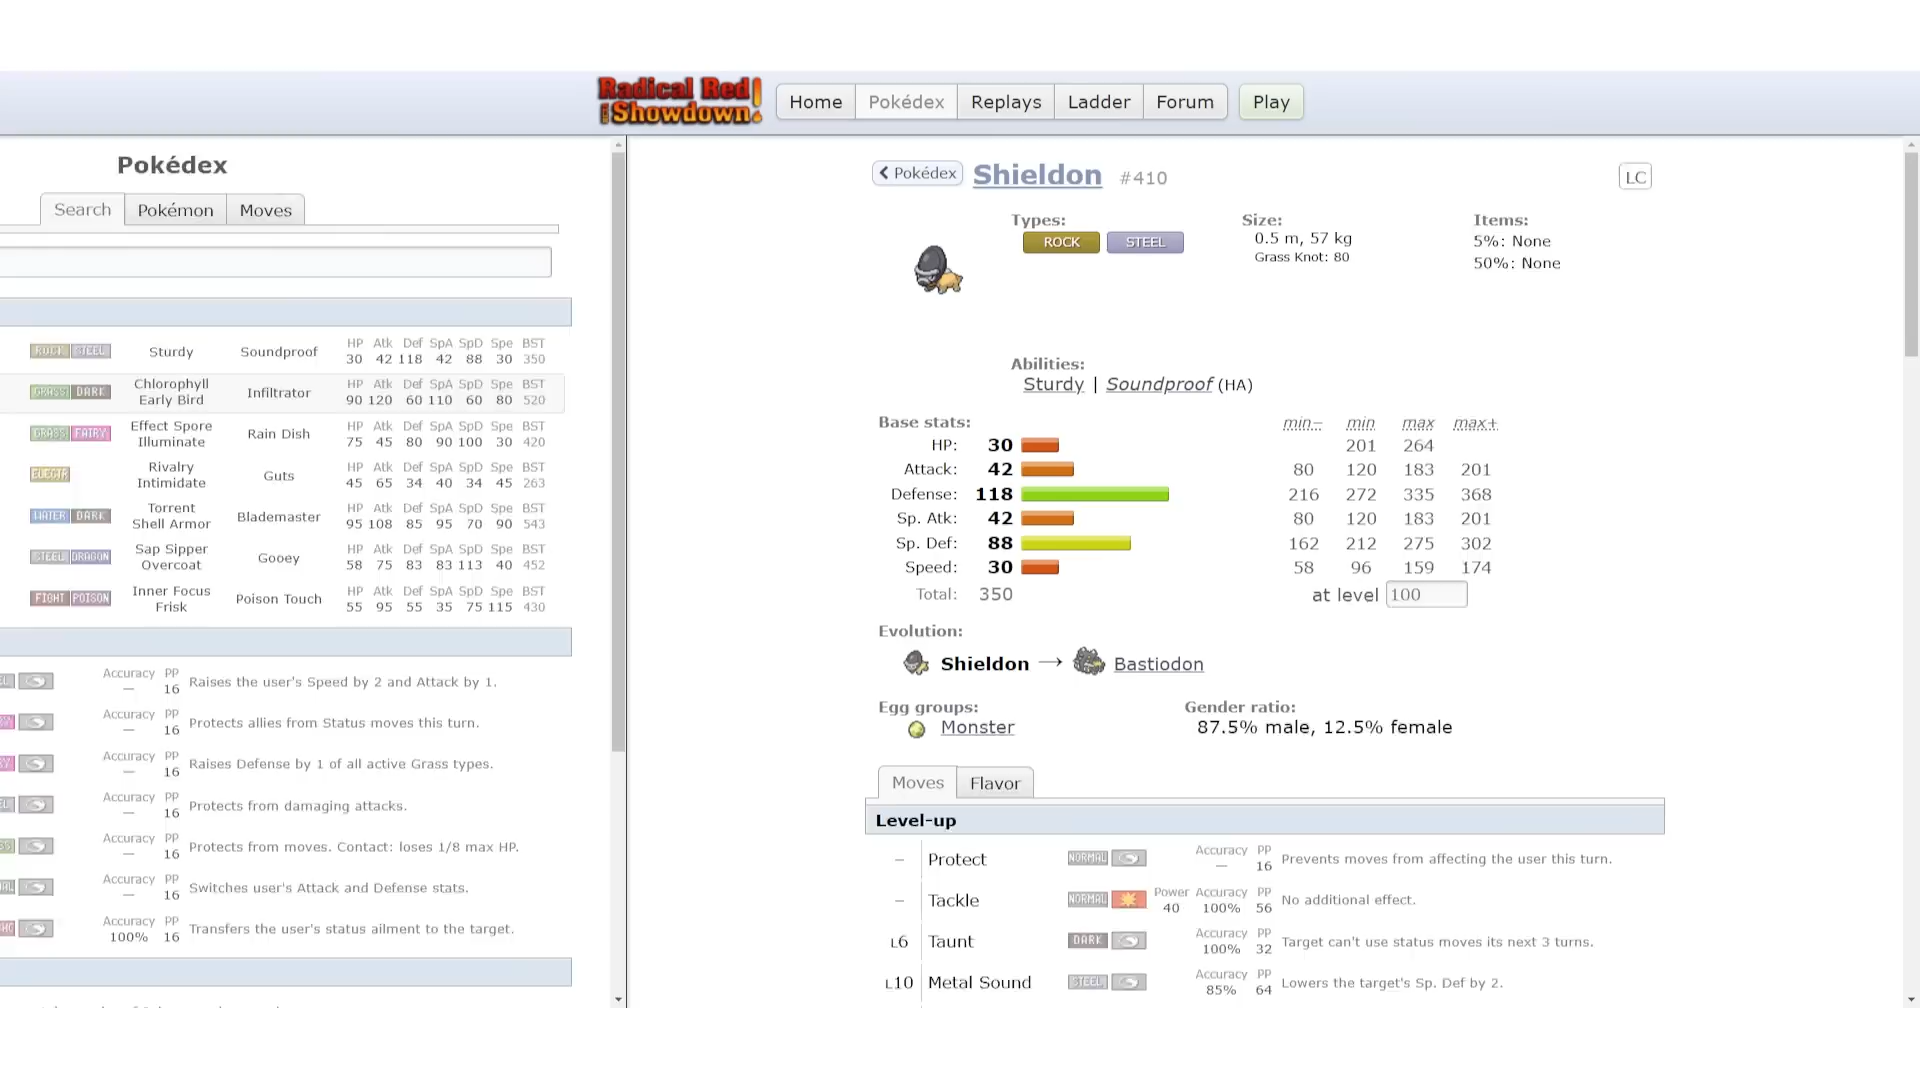 Radical Red
Showdown!
Home
Pokédex
Replays
Ladder
Forum
Play
Pokédex
Search
Pokémon
Moves
ROCK STEEL Sturdy Soundproof HP Atk Def SpA SpD Spe BST
30 42 118 42 88 30 350
GRASS DARK Chlorophyll Early Bird Infiltrator HP Atk Def SpA SpD Spe BST
90 120 60 110 60 80 520
GRASS FAIRY Effect Spore Illuminate Rain Dish HP Atk Def SpA SpD Spe BST
75 45 80 90 100 30 420
ELECTR Rivalry Intimidate Guts HP Atk Def SpA SpD Spe BST
45 65 34 40 34 45 263
WATER DARK Torrent Shell Armor Blademaster HP Atk Def SpA SpD Spe BST
95 108 85 95 70 90 543
STEEL DRAGON Sap Sipper Overcoat Gooey HP Atk Def SpA SpD Spe BST
58 75 83 83 113 40 452
FIGHT POISON Inner Focus Frisk Poison Touch HP Atk Def SpA SpD Spe BST
55 95 55 35 75 115 430
Accuracy PP
— 16 Raises the user's Speed by 2 and Attack by 1.
Accuracy PP
— 16 Protects allies from Status moves this turn.
Accuracy PP
— 16 Raises Defense by 1 of all active Grass types.
Accuracy PP
— 16 Protects from damaging attacks.
Accuracy PP
— 16 Protects from moves. Contact: loses 1/8 max HP.
Accuracy PP
— 16 Switches user's Attack and Defense stats.
Accuracy PP
100% 16 Transfers the user's status ailment to the target.
Pokédex
Shieldon #410
LC
Types:
ROCK STEEL
Size:
0.5 m, 57 kg
Grass Knot: 80
Items:
5%: None
50%: None
Abilities:
Sturdy | Soundproof (HA)
Base stats: min− min max max+
HP: 30 201 264
Attack: 42 80 120 183 201
Defense: 118 216 272 335 368
Sp. Atk: 42 80 120 183 201
Sp. Def: 88 162 212 275 302
Speed: 30 58 96 159 174
Total: 350 at level 100
Evolution:
Shieldon → Bastiodon
Egg groups:
Monster
Gender ratio:
87.5% male, 12.5% female
Moves
Flavor
Level-up
– Protect NORMAL Accuracy — PP 16 Prevents moves from affecting the user this turn.
– Tackle NORMAL Power 40 Accuracy 100% PP 56 No additional effect.
L6 Taunt DARK Accuracy 100% PP 32 Target can't use status moves its next 3 turns.
L10 Metal Sound STEEL Accuracy 85% PP 64 Lowers the target's Sp. Def by 2.